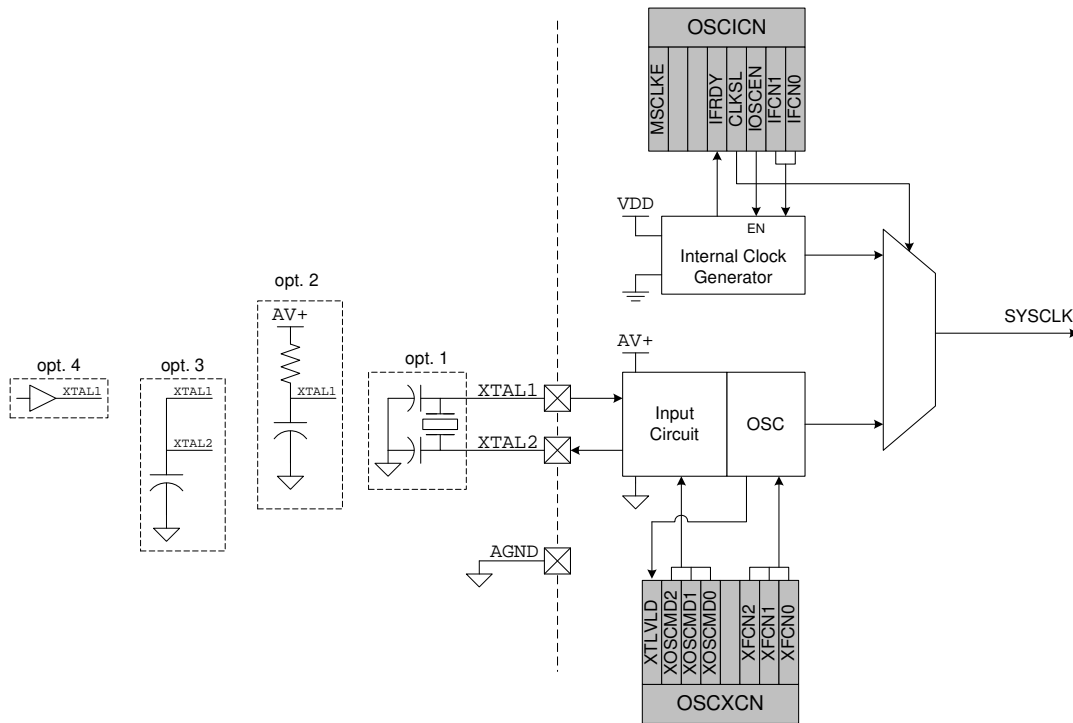 OSCICN
MSCLKE
IFRDY
CLKSL
IOSCEN
IFCN1
IFCN0
VDD
EN
Internal Clock
Generator
opt. 2
AV+
XTAL1
SYSCLK
opt. 4
XTAL1
opt. 3
XTAL1
XTAL2
opt. 1
XTAL1
XTAL2
AV+
Input
Circuit
OSC
AGND
XTLVLD
XOSCMD2
XOSCMD1
XOSCMD0
XFCN2
XFCN1
XFCN0
OSCXCN